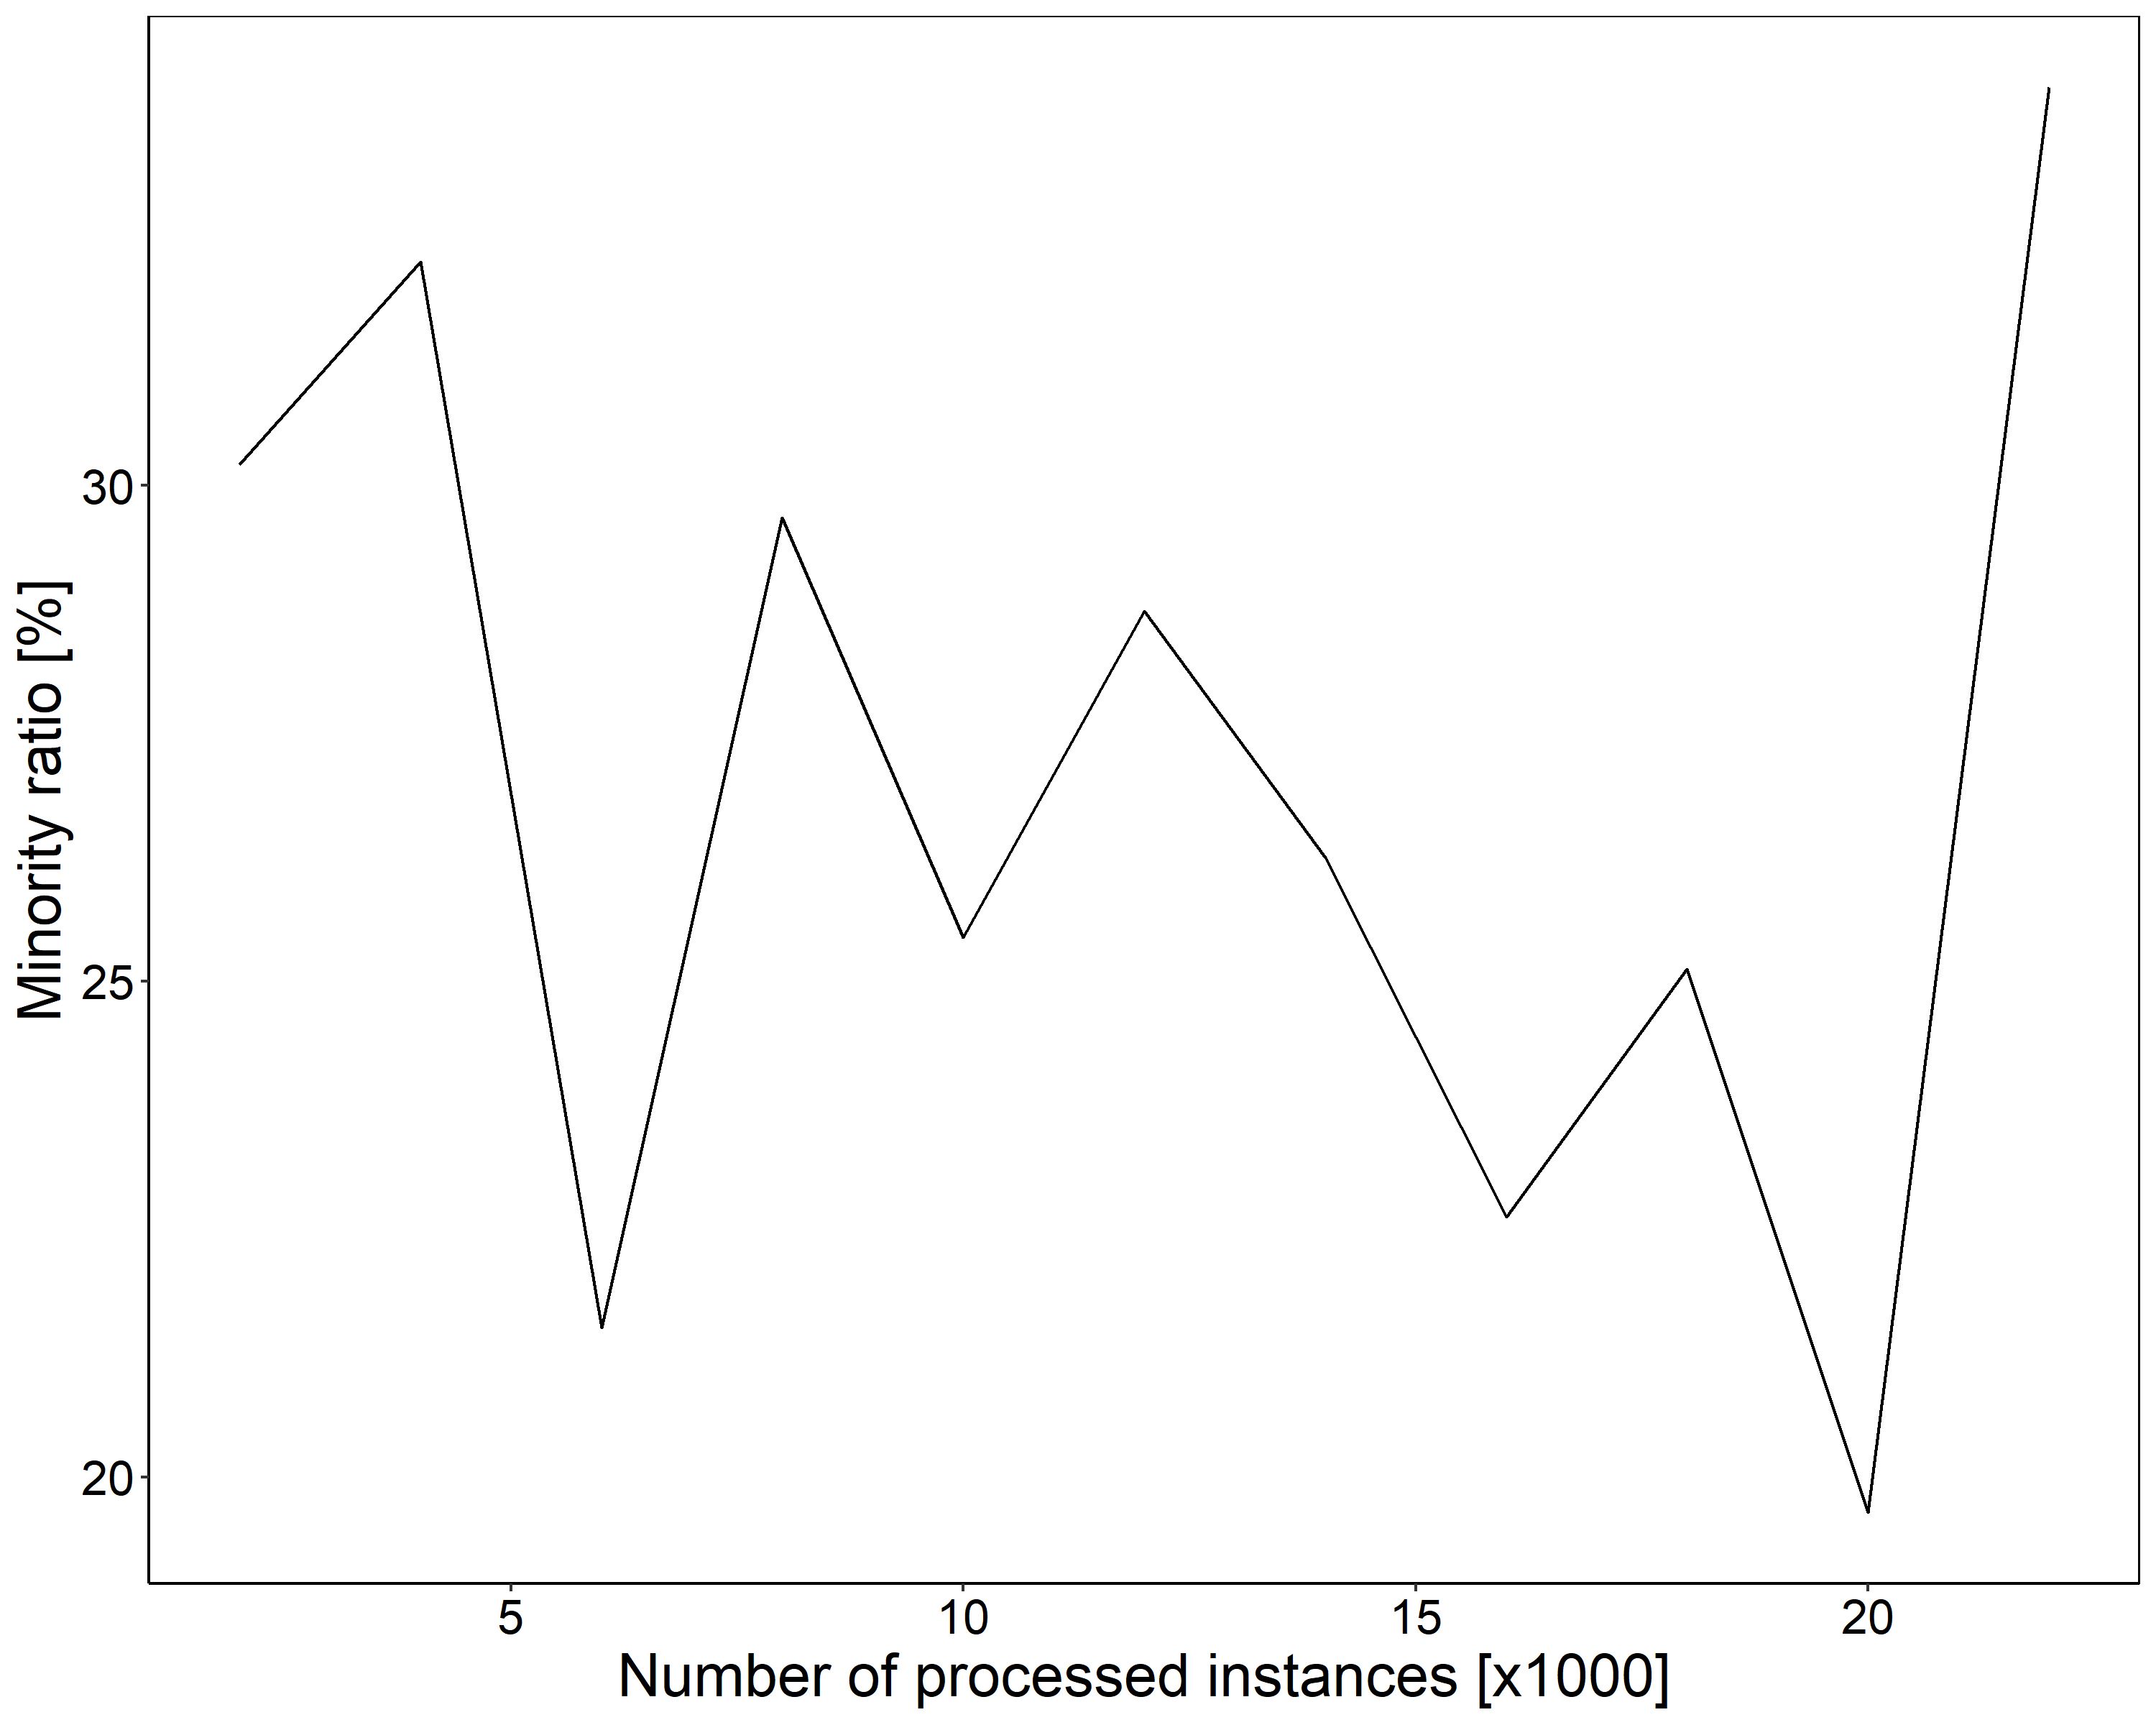 Minority ratio [%]
30
25
20
5 10 15 20
Number of processed instances [x1000]